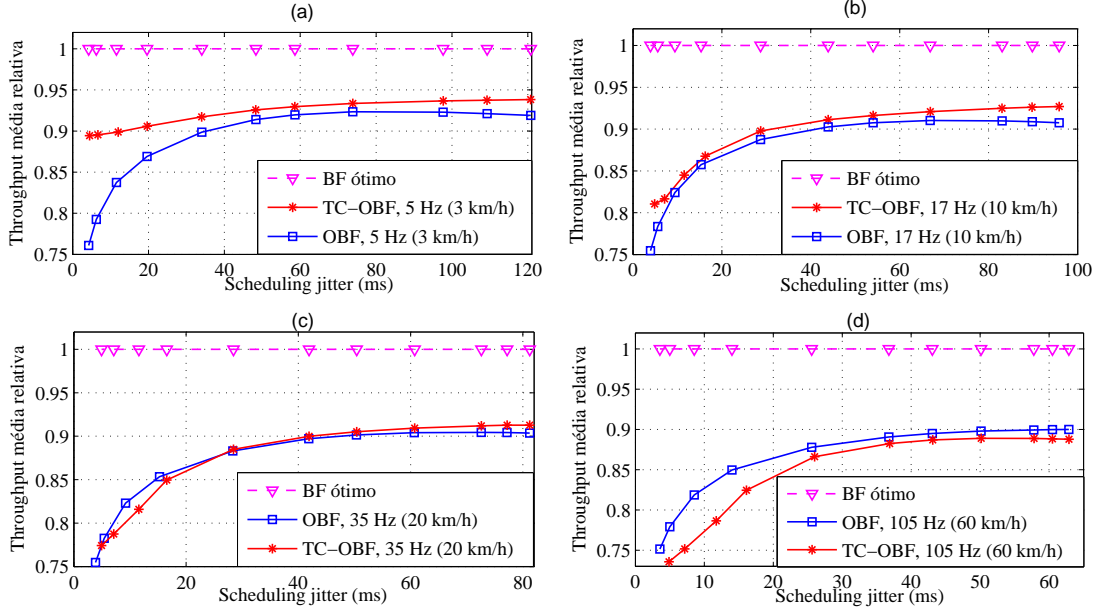 (a)
Throughput média relativa
1
0.95
0.9
0.85
0.8
0.75
BF ótimo
TC−OBF, 5 Hz (3 km/h)
OBF, 5 Hz (3 km/h)
0 20 40 60 80 100 120
Scheduling jitter (ms)
(b)
Throughput média relativa
1
0.95
0.9
0.85
0.8
0.75
BF ótimo
TC−OBF, 17 Hz (10 km/h)
OBF, 17 Hz (10 km/h)
0 20 40 60 80 100
Scheduling jitter (ms)
(c)
Throughput média relativa
1
0.95
0.9
0.85
0.8
0.75
BF ótimo
OBF, 35 Hz (20 km/h)
TC−OBF, 35 Hz (20 km/h)
0 20 40 60 80
Scheduling jitter (ms)
(d)
Throughput média relativa
1
0.95
0.9
0.85
0.8
0.75
BF ótimo
OBF, 105 Hz (60 km/h)
TC−OBF, 105 Hz (60 km/h)
0 10 20 30 40 50 60
Scheduling jitter (ms)